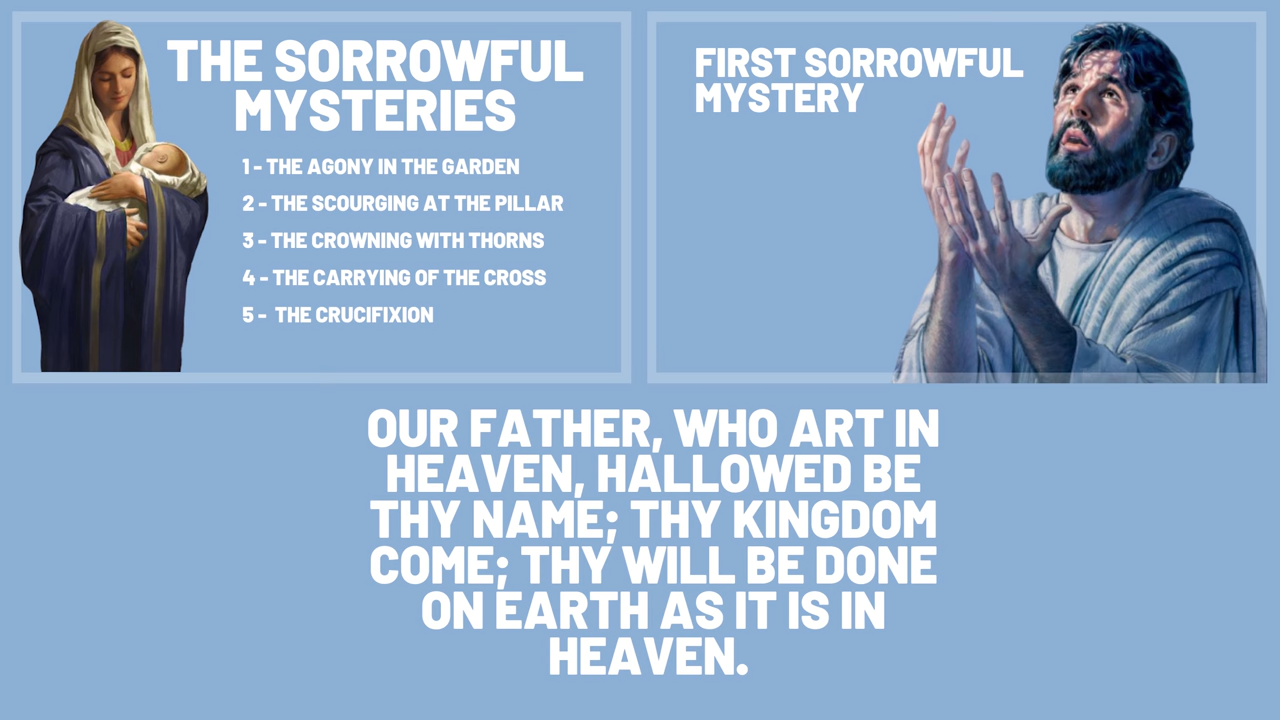 THE SORROWFUL
MYSTERIES
1 - THE AGONY IN THE GARDEN
2 - THE SCOURGING AT THE PILLAR
3 - THE CROWNING WITH THORNS
4 - THE CARRYING OF THE CROSS
5 - THE CRUCIFIXION
FIRST SORROWFUL
MYSTERY
OUR FATHER, WHO ART IN
HEAVEN, HALLOWED BE
THY NAME; THY KINGDOM
COME; THY WILL BE DONE
ON EARTH AS IT IS IN
HEAVEN.